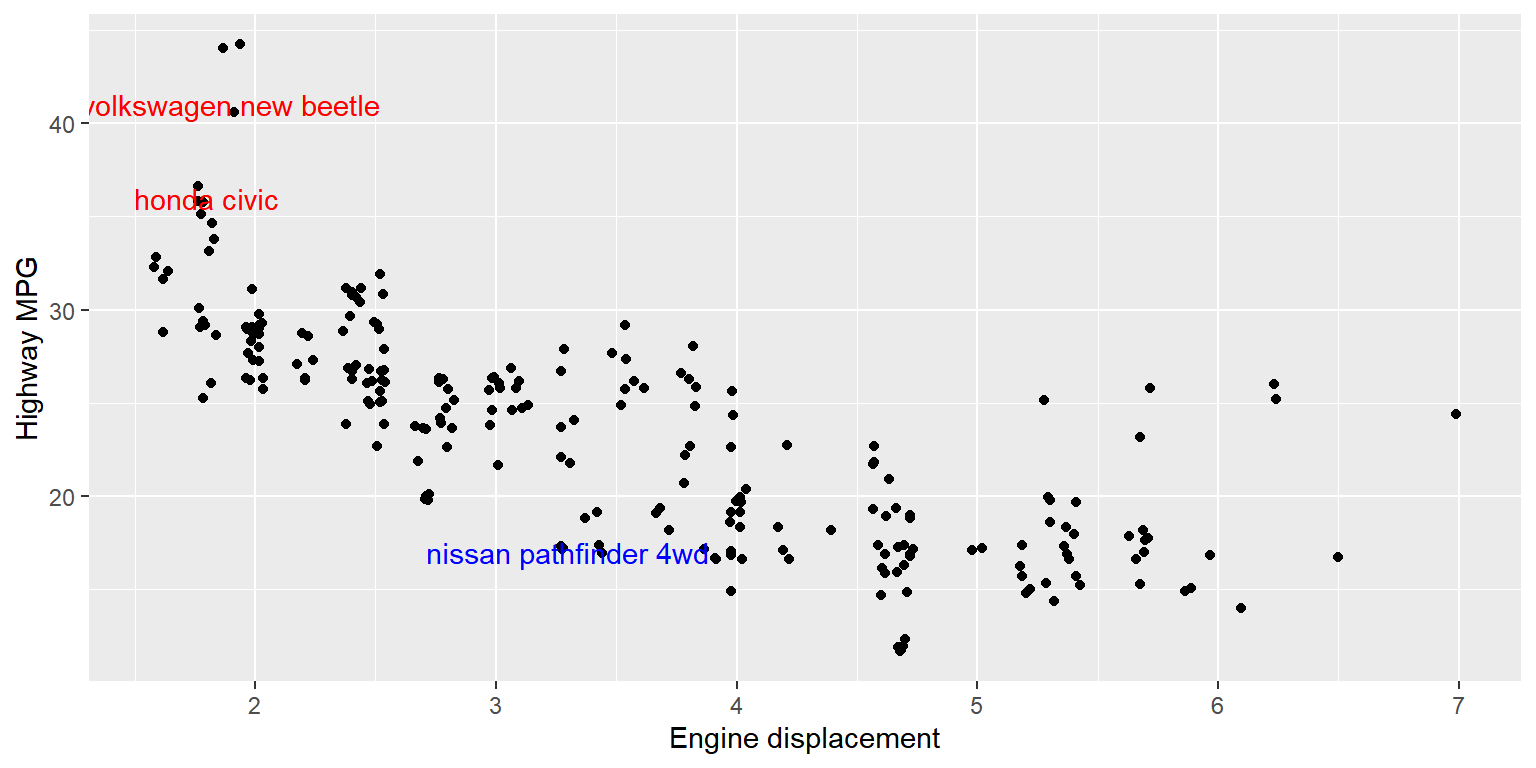 volkswagen new beetle
honda civic
nissan pathfinder 4wd
40
30
20
Highway MPG
2 3 4 5 6 7
Engine displacement